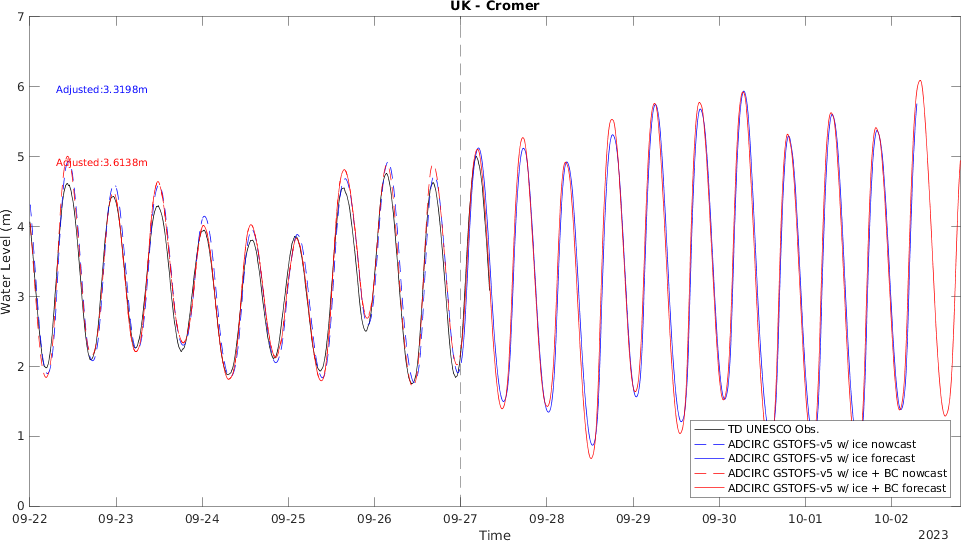 UK - Cromer
7
6
5
4
3
2
1
0
Water Level (m)
Adjusted:3.3198m
Adjusted:3.6138m
TD UNESCO Obs.
ADCIRC GSTOFS-v5 w/ ice nowcast
ADCIRC GSTOFS-v5 w/ ice forecast
ADCIRC GSTOFS-v5 w/ ice + BC nowcast
ADCIRC GSTOFS-v5 w/ ice + BC forecast
09-22 09-23 09-24 09-25 09-26 09-27 09-28 09-29 09-30 10-01 10-02
Time
2023